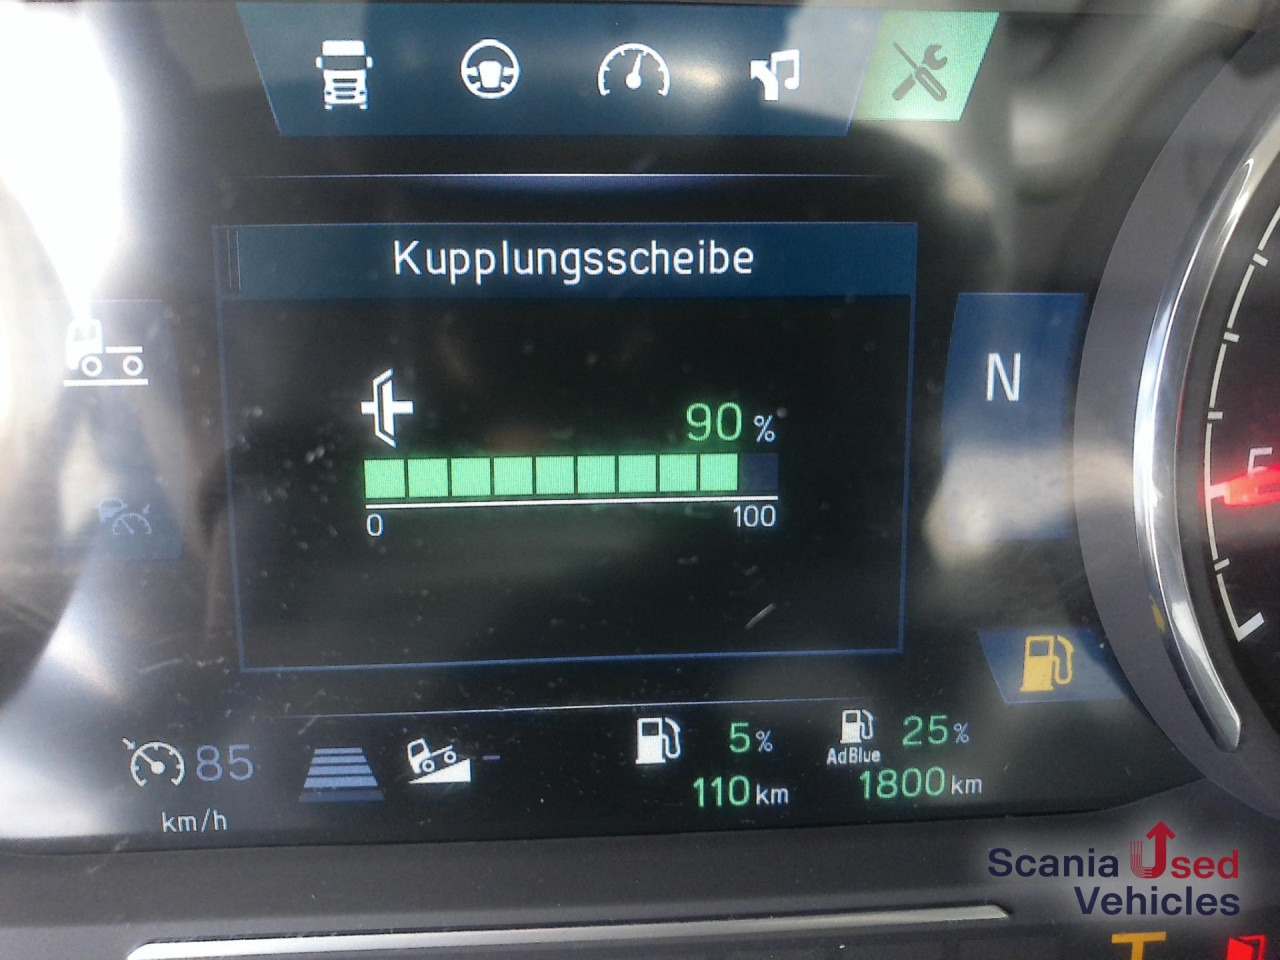 Kupplungsscheibe
N
90 %
0
100
85
km/h
-
5 %
110 km
AdBlue
25 %
1800 km
Scania Used
Vehicles